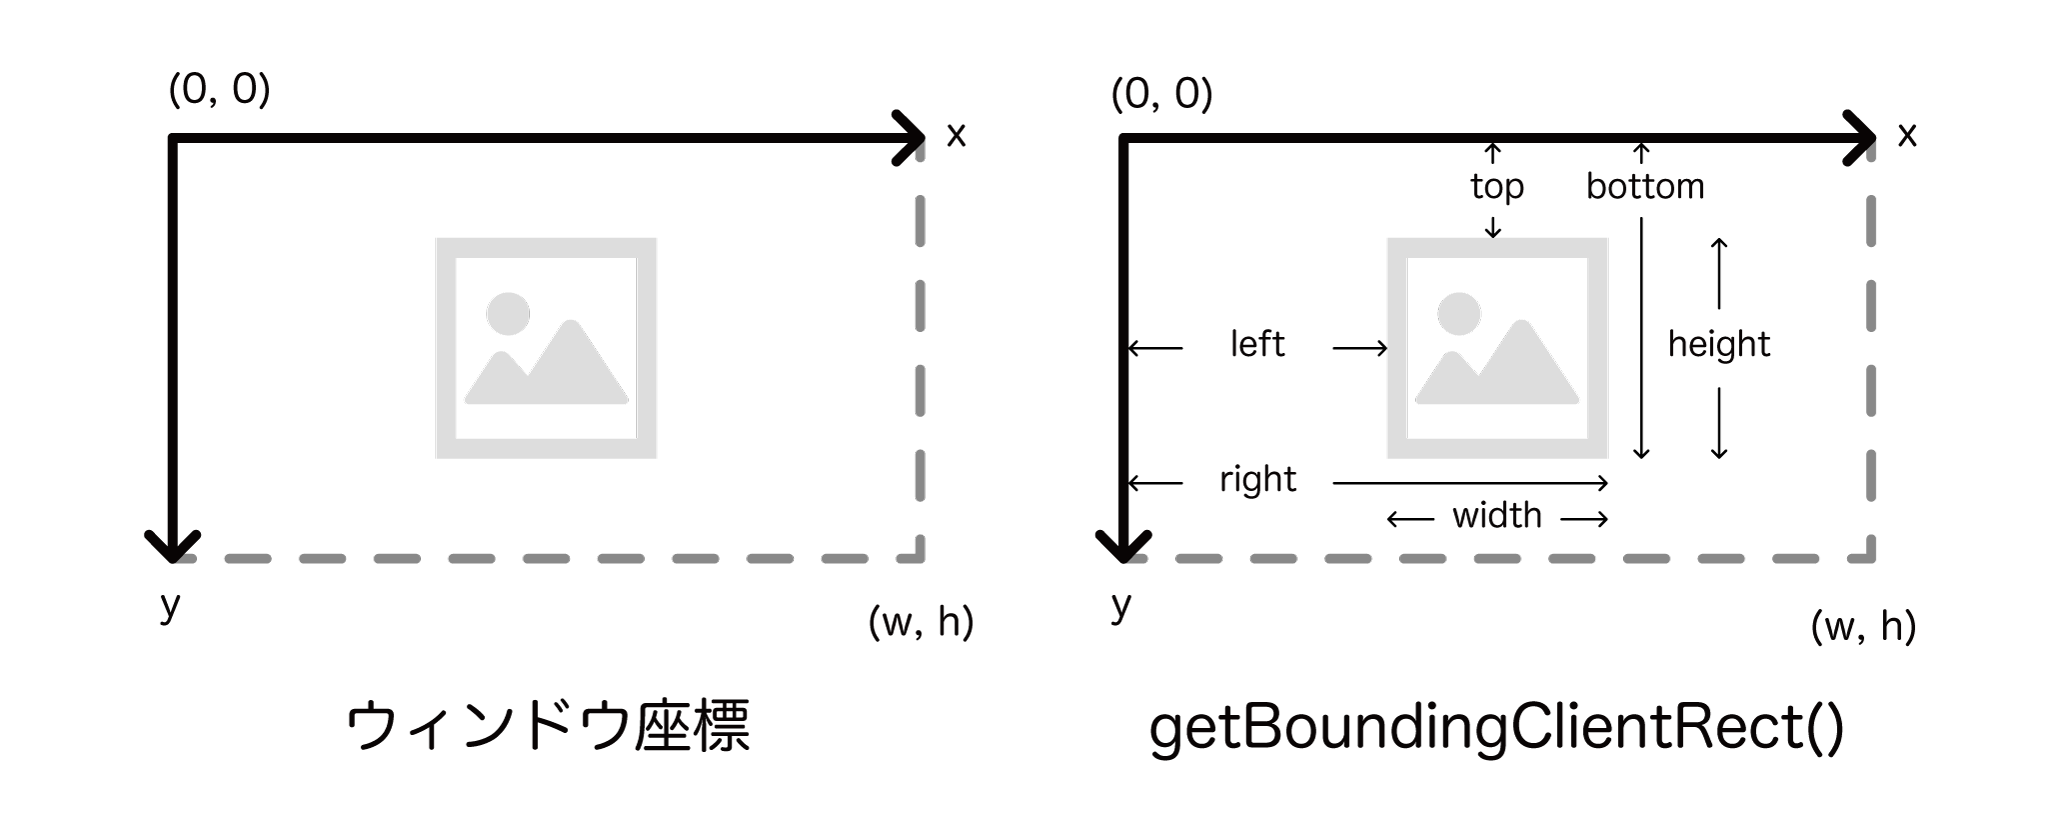 (0, 0)
x
y
(w, h)
ウィンドウ座標
(0, 0)
x
top
bottom
left
height
right
width
y
(w, h)
getBoundingClientRect()